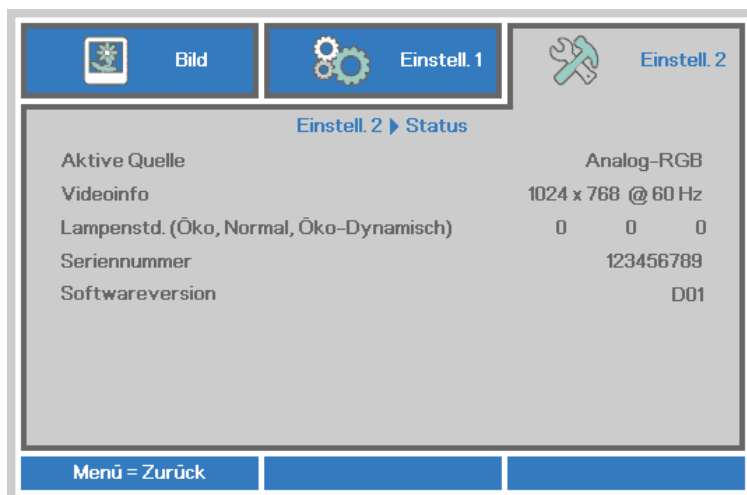 Bild
Einstell. 1
Einstell. 2
Einstell. 2 ▶ Status
Aktive Quelle Analog-RGB
Videoinfo 1024 x 768 @ 60 Hz
Lampenstd. (Öko, Normal, Öko-Dynamisch) 0 0 0
Seriennummer 123456789
Softwareversion D01
Menü = Zurück